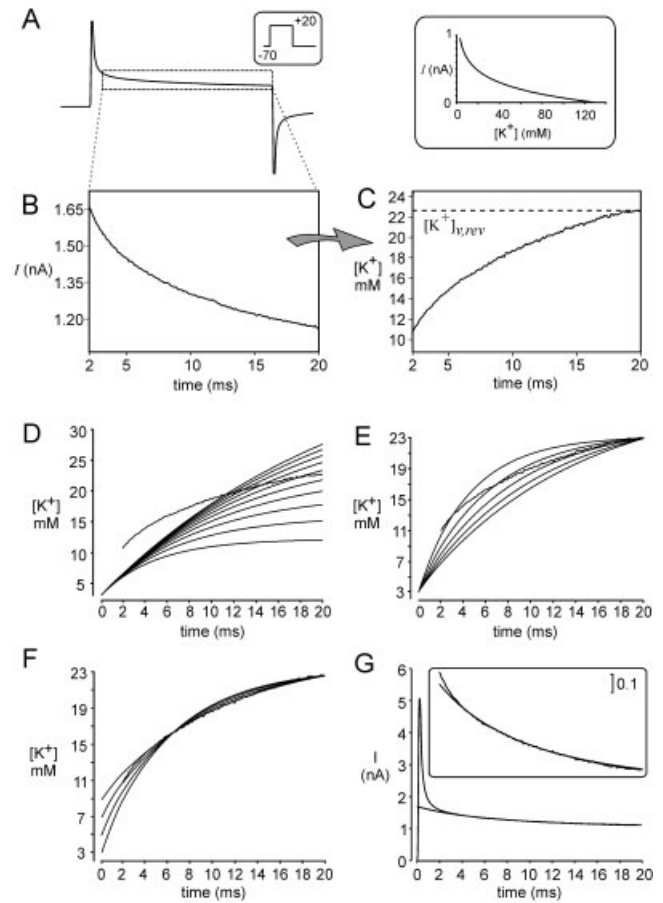 A
+20
-70
1
I (nA)
0
0 40 80 120
[K+] (mM)
B
1.65
1.50
I (nA)
1.35
1.20
2 5 10 15 20
time (ms)
C
24
22
20
18
[K+]
mM
16
14
12
10
[K+]v,rev
2 5 10 15 20
time (ms)
D
30
25
20
[K+]
mM
15
10
5
0 2 4 6 8 10 12 14 16 18 20
time (ms)
E
23
19
[K+]
mM
15
11
7
3
0 2 4 6 8 10 12 14 16 18 20
time (ms)
F
23
19
[K+]
mM
15
11
7
3
0 2 4 6 8 10 12 14 16 18 20
time (ms)
G
6
5
4
I
(nA)
3
2
1
0
0.1
0 2 4 6 8 10 12 14 16 18 20
time (ms)